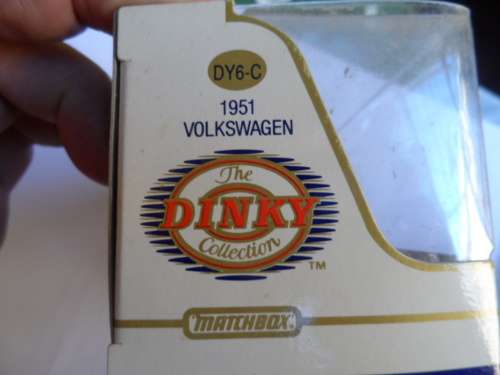 DY6-C
1951
VOLKSWAGEN
The
DINKY
Collection
TM
MATCHBOX